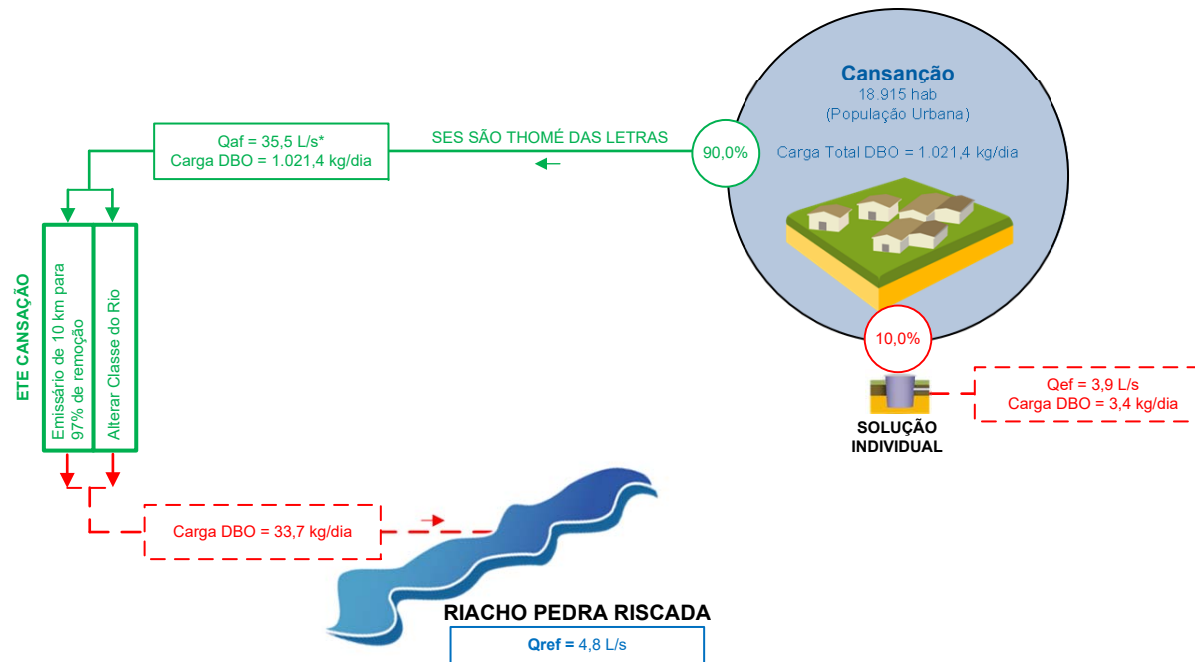 Cansanção
18.915 hab
(População Urbana)
Carga Total DBO = 1.021,4 kg/dia
90,0%
SES SÃO THOMÉ DAS LETRAS
Qaf = 35,5 L/s*
Carga DBO = 1.021,4 kg/dia
ETE CANSAÇÃO
Emissário de 10 km para
97% de remoção
Alterar Classe do Rio
10,0%
SOLUÇÃO
INDIVIDUAL
Qef = 3,9 L/s
Carga DBO = 3,4 kg/dia
Carga DBO = 33,7 kg/dia
RIACHO PEDRA RISCADA
Qref = 4,8 L/s